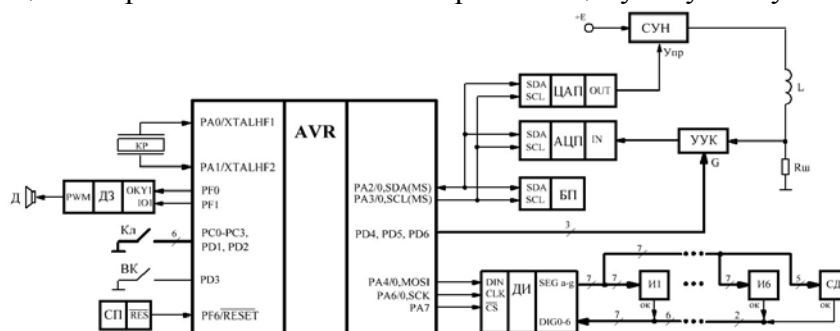 +E
СУН
Упр
SDA
SCL
ЦАП
OUT
L
PA0/XTALHF1
AVR
КР
SDA
SCL
АЦП
IN
УУК
G
Rш
PA1/XTALHF2
Д
PWM
ДЗ
OKY1
IO1
PF0
PF1
PA2/0,SDA(MS)
PA3/0,SCL(MS)
SDA
SCL
БП
Кл
6
PC0-PC3,
PD1, PD2
PD4, PD5, PD6
3
ВК
PD3
PA4/0,MOSI
PA6/0,SCK
PA7
DIN
CLK
CS
ДИ
SEG a-g
DIG0-6
7
7
7
7
7
5
И1
И6
СД
ок
ок
ок
7
6
2
СП
RES
PF6/RESET